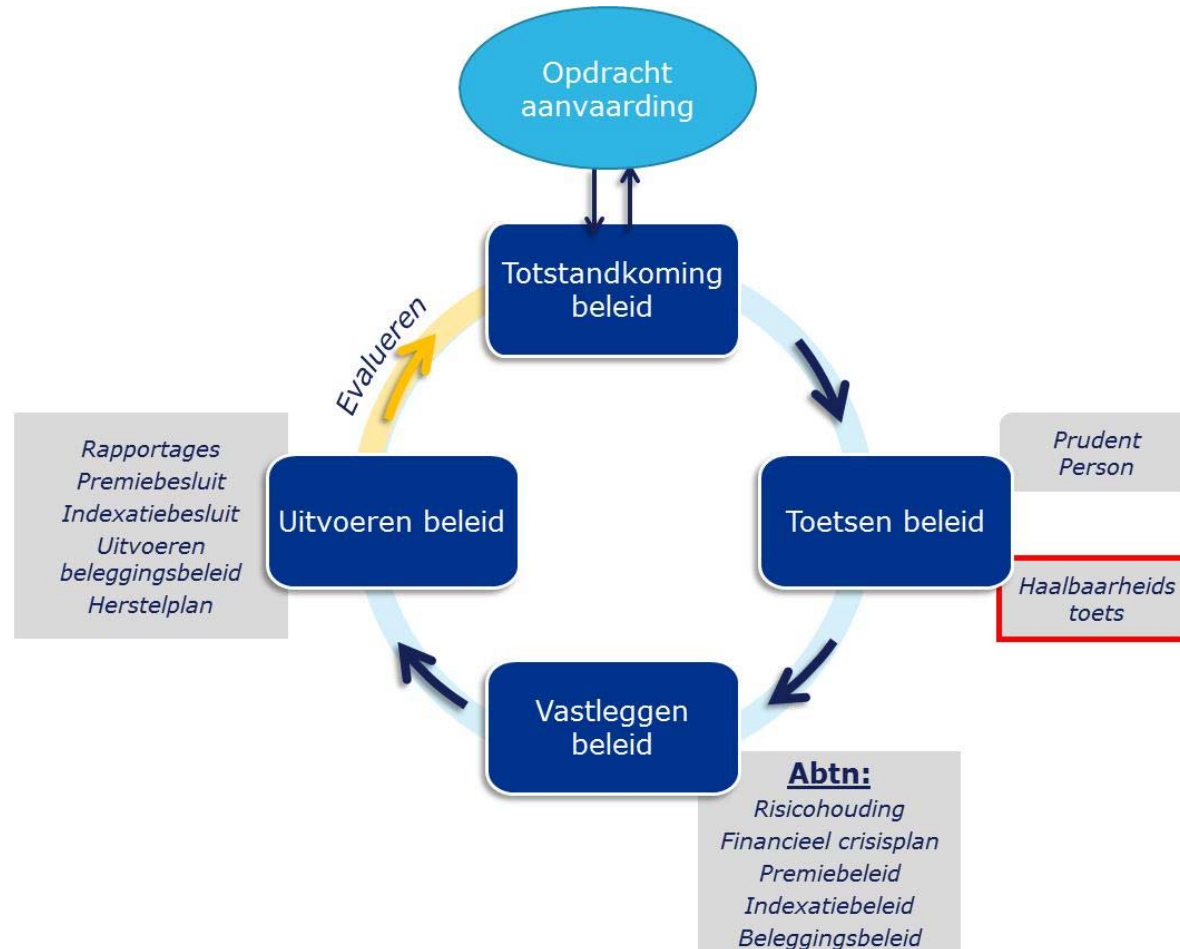 Opdracht
aanvaarding
Totstandkoming
beleid
Evalueren
Prudent
Person
Toetsen beleid
Haalbaarheids
toets
Vastleggen
beleid
Abtn:
Risicohouding
Financieel crisisplan
Premiebeleid
Indexatiebeleid
Beleggingsbeleid
Uitvoeren beleid
Rapportages
Premiebesluit
Indexatiebesluit
Uitvoeren
beleggingsbeleid
Herstelplan